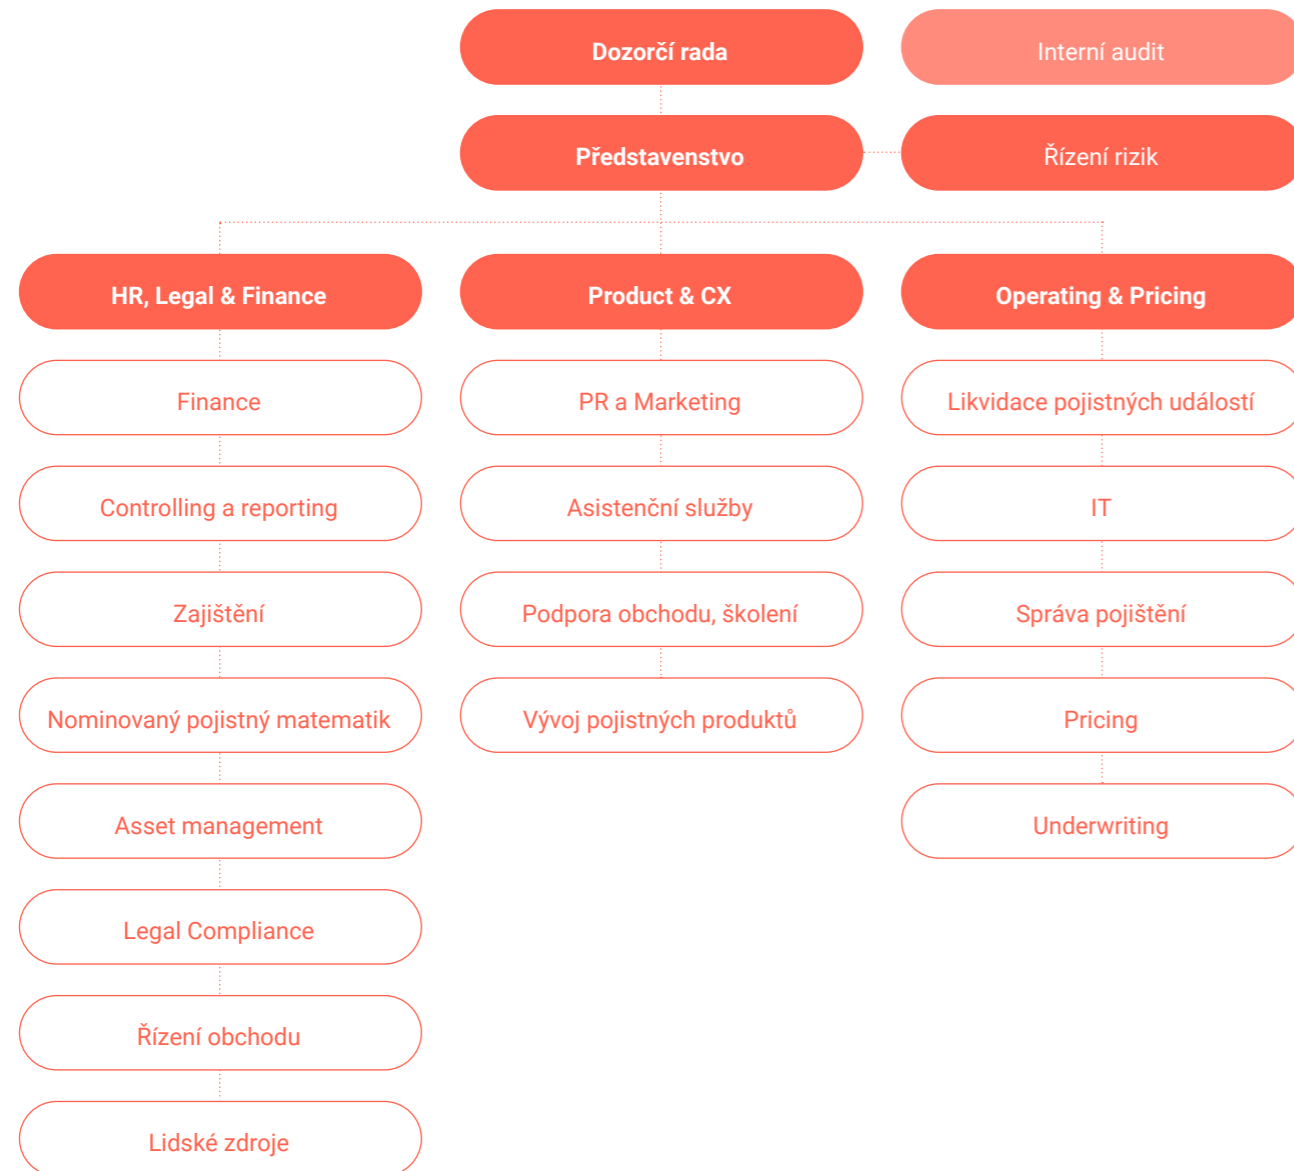 Dozorčí rada
Interní audit
Představenstvo
Řízení rizik
HR, Legal & Finance
Product & CX
Operating & Pricing
Finance
PR a Marketing
Likvidace pojistných událostí
Controlling a reporting
Asistenční služby
IT
Zajištění
Podpora obchodu, školení
Správa pojištění
Nominovaný pojistný matematik
Vývoj pojistných produktů
Pricing
Asset management
Underwriting
Legal Compliance
Řízení obchodu
Lidské zdroje